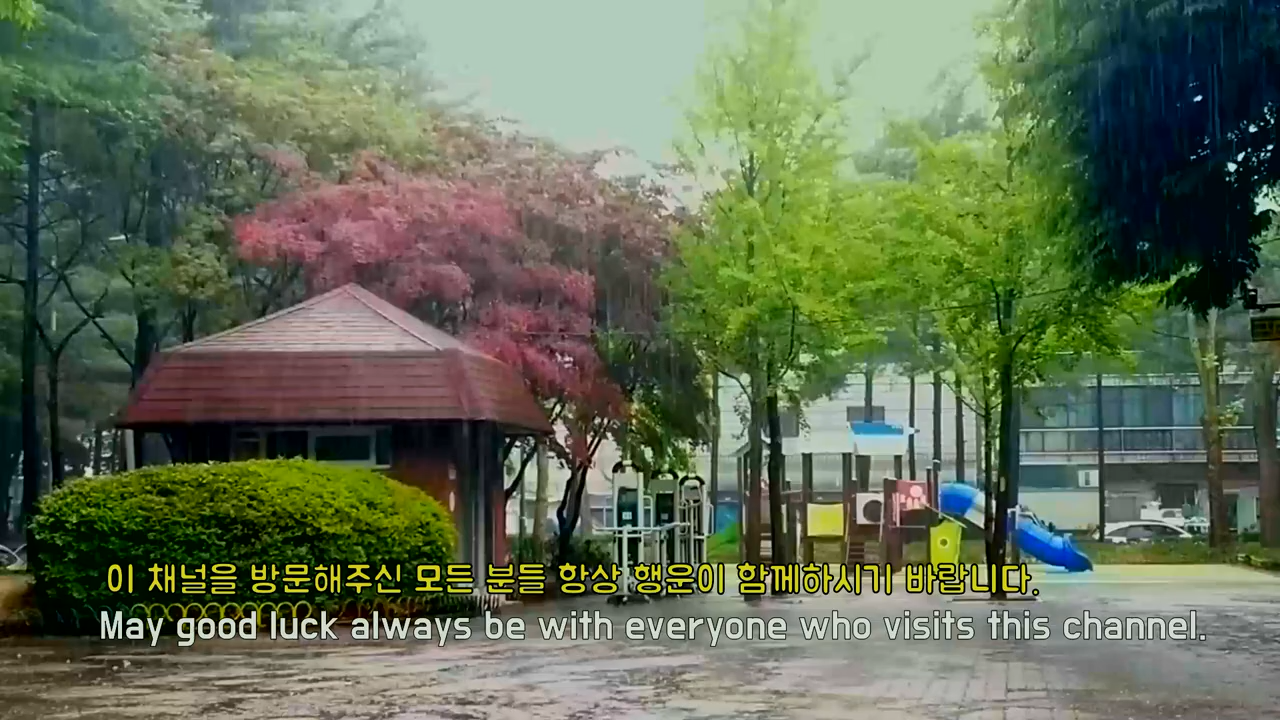 이 채널을 방문해주신 모든 분들 항상 행운이 함께하시기 바랍니다.
May good luck always be with everyone who visits this channel.